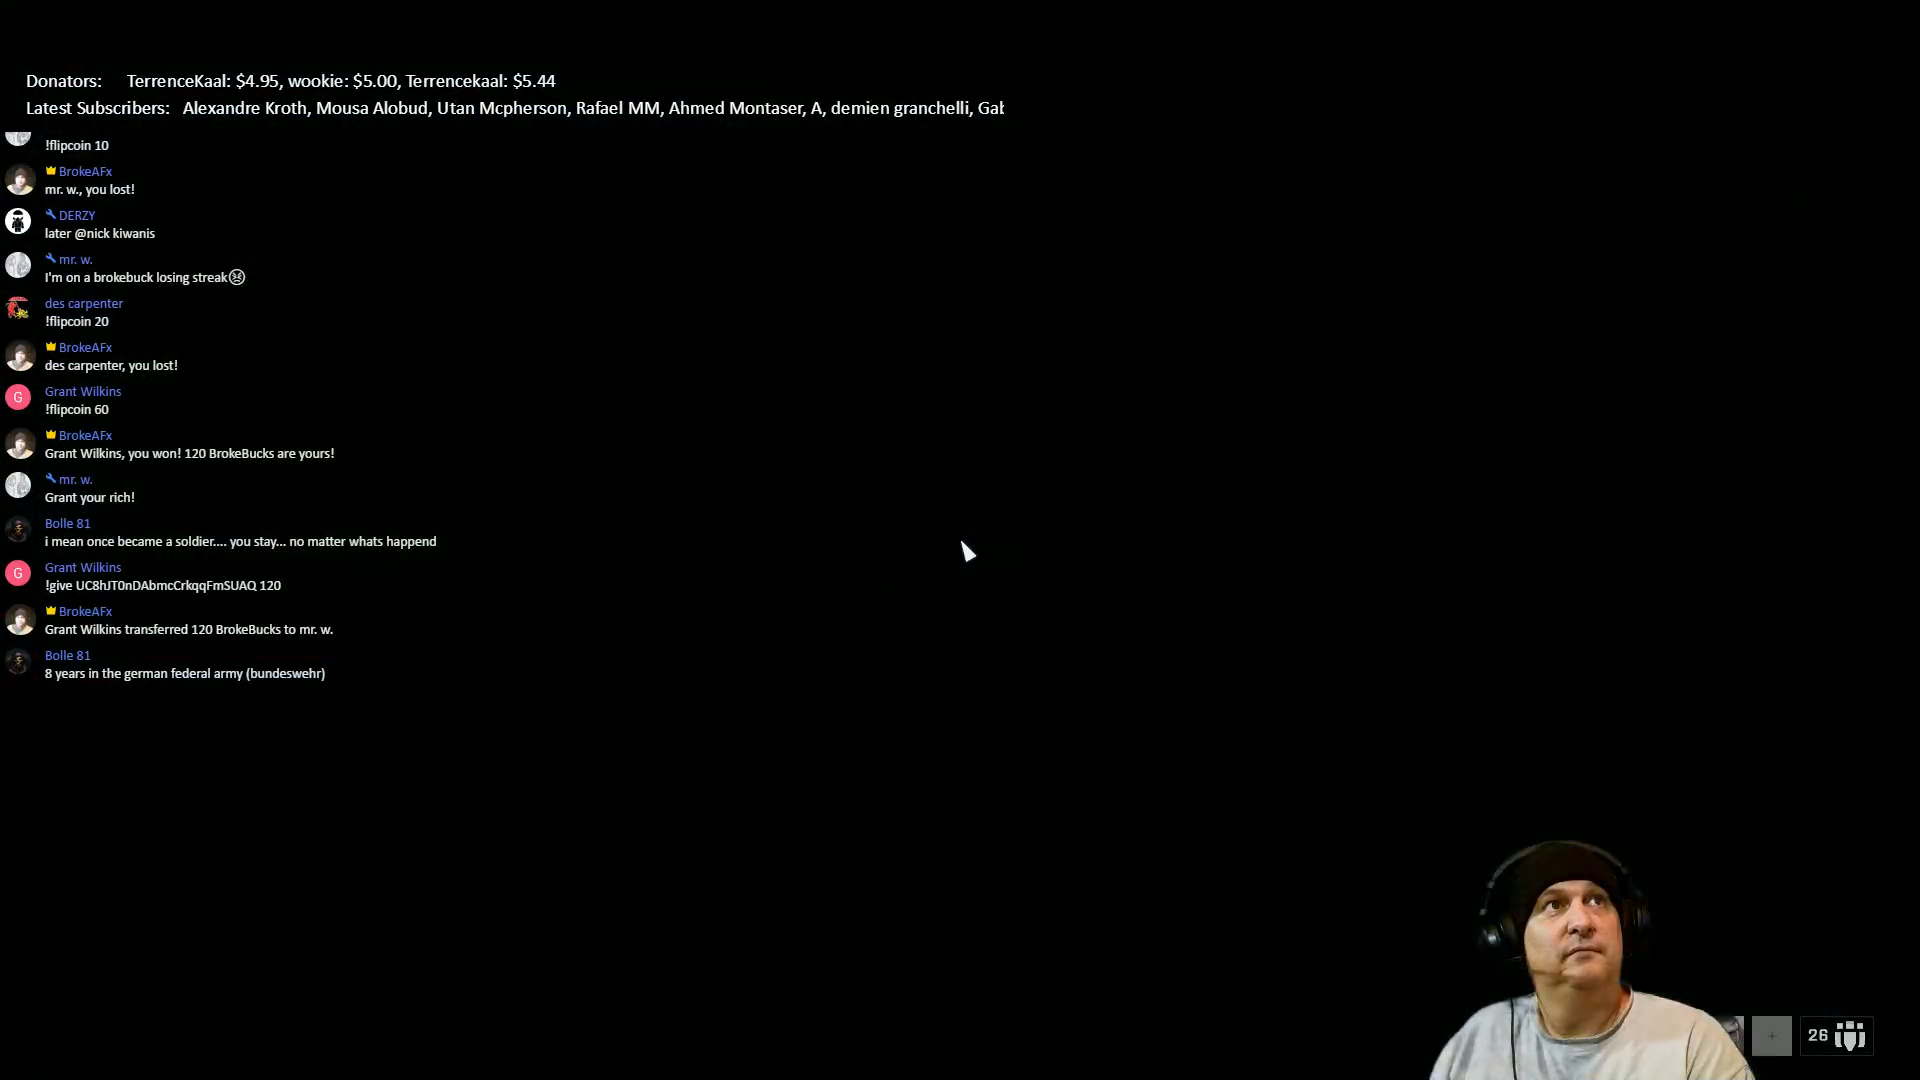 Donators: TerrenceKaal: $4.95, wookie: $5.00, Terrencekaal: $5.44
Latest Subscribers: Alexandre Kroth, Mousa Alobud, Utan Mcpherson, Rafael MM, Ahmed Montaser, A, demien granchelli, Gab
!flipcoin 10
BrokeAFx
mr. w., you lost!
DERZY
later @nick kiwanis
mr. w.
I'm on a brokebuck losing streak😣
des carpenter
!flipcoin 20
BrokeAFx
des carpenter, you lost!
G
Grant Wilkins
!flipcoin 60
BrokeAFx
Grant Wilkins, you won! 120 BrokeBucks are yours!
mr. w.
Grant your rich!
Bolle 81
i mean once became a soldier.... you stay... no matter whats happend
G
Grant Wilkins
!give UC8hJT0nDAbmcCrkqqFmSUAQ 120
BrokeAFx
Grant Wilkins transferred 120 BrokeBucks to mr. w.
Bolle 81
8 years in the german federal army (bundeswehr)
26